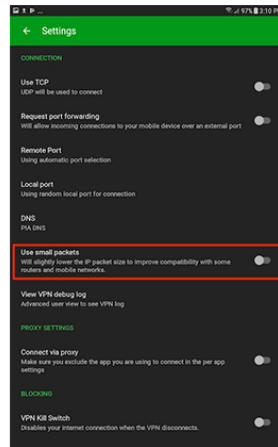 97% 3:10 P
Settings
CONNECTION
Use TCP
UDP will be used to connect
Request port forwarding
Will allow incoming connections to your mobile device over an external port
Remote Port
Using automatic port selection
Local port
Using random local port for connection
DNS
PIA DNS
Use small packets
Will slightly lower the IP packet size to improve compatibility with some
routers and mobile networks.
View VPN debug log
Advanced user view to see VPN log
PROXY SETTINGS
Connect via proxy
Make sure you exclude the app you are using to connect in the per app
settings
BLOCKING
VPN Kill Switch
Disables your internet connection when the VPN disconnects.